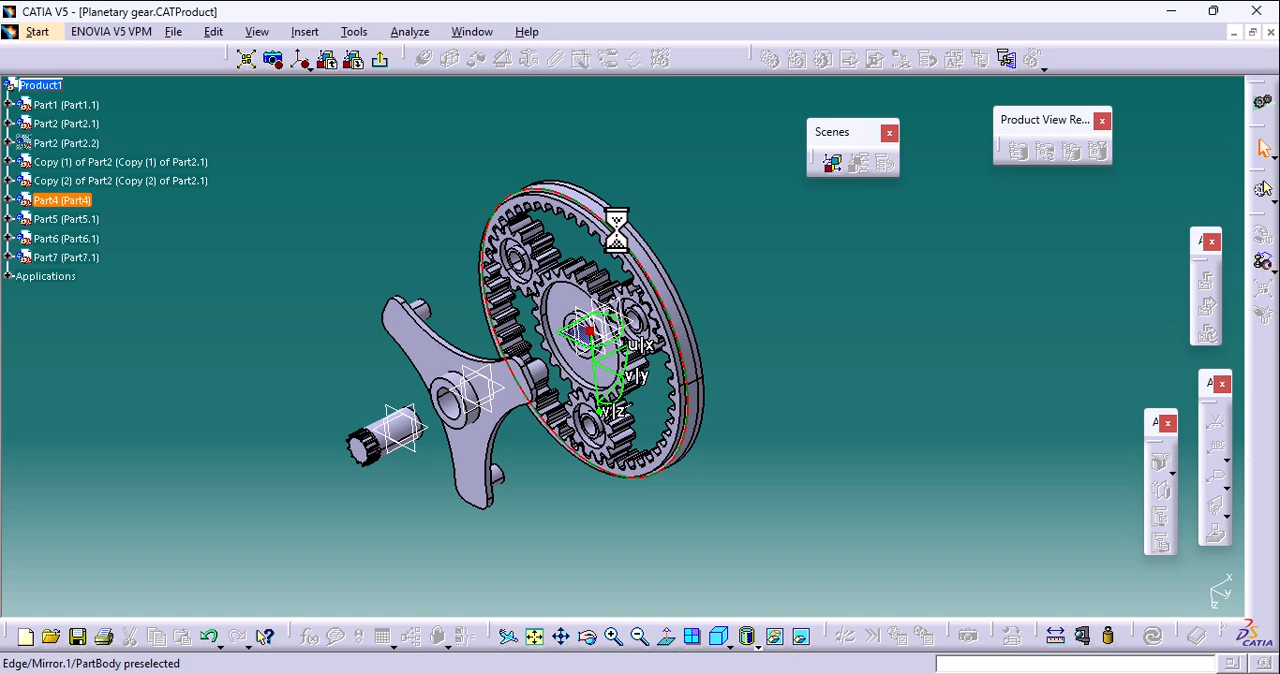 CATIA V5 - [Planetary gear.CATProduct]
Start ENOVIA V5 VPM File Edit View Insert Tools Analyze Window Help
Product1
Part1 (Part1.1)
Part2 (Part2.1)
Part2 (Part2.2)
Copy (1) of Part2 (Copy (1) of Part2.1)
Copy (2) of Part2 (Copy (2) of Part2.1)
Part4 (Part4)
Part5 (Part5.1)
Part6 (Part6.1)
Part7 (Part7.1)
Applications
Scenes
Product View Re...
A
A
A
u|x
v|y
w|z
x
y
z
CATIA
Edge/Mirror.1/PartBody preselected